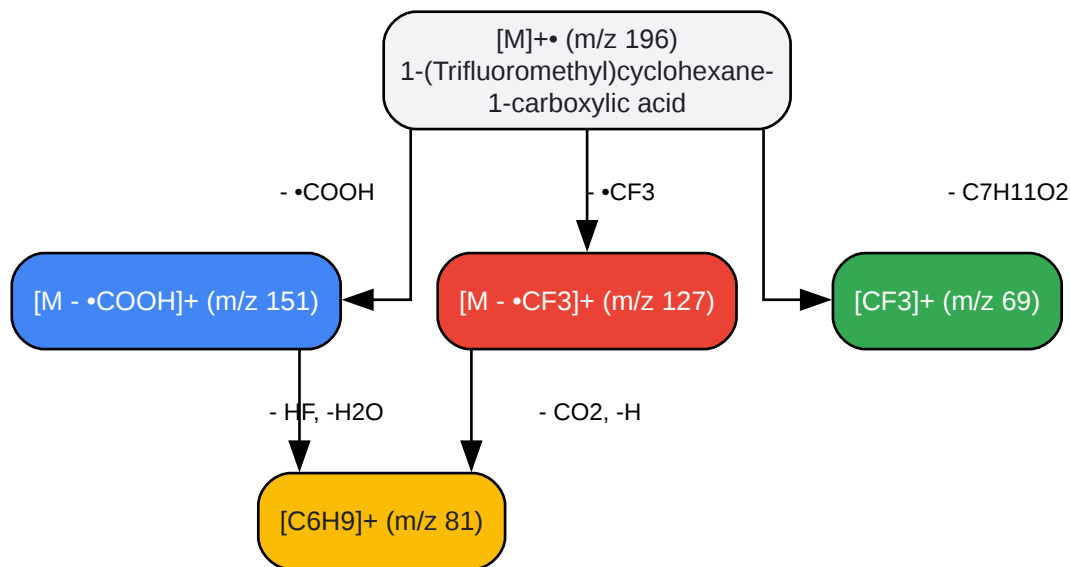 [M]+• (m/z 196)
1-(Trifluoromethyl)cyclohexane-
1-carboxylic acid
- •COOH
- •CF3
- C7H11O2
[M - •COOH]+ (m/z 151)
[M - •CF3]+ (m/z 127)
[CF3]+ (m/z 69)
- HF, -H2O
- CO2, -H
[C6H9]+ (m/z 81)